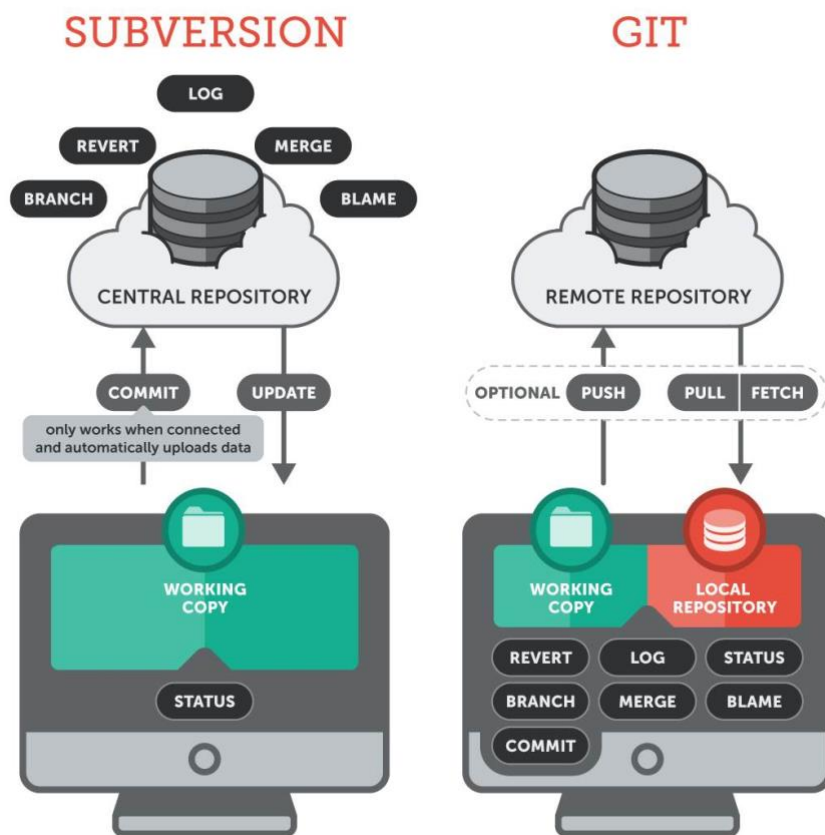 SUBVERSION
LOG
REVERT
MERGE
BRANCH
BLAME
CENTRAL REPOSITORY
COMMIT
UPDATE
only works when connected
and automatically uploads data
WORKING
COPY
STATUS
GIT
REMOTE REPOSITORY
OPTIONAL
PUSH
PULL
FETCH
WORKING
COPY
LOCAL
REPOSITORY
REVERT
LOG
STATUS
BRANCH
MERGE
BLAME
COMMIT